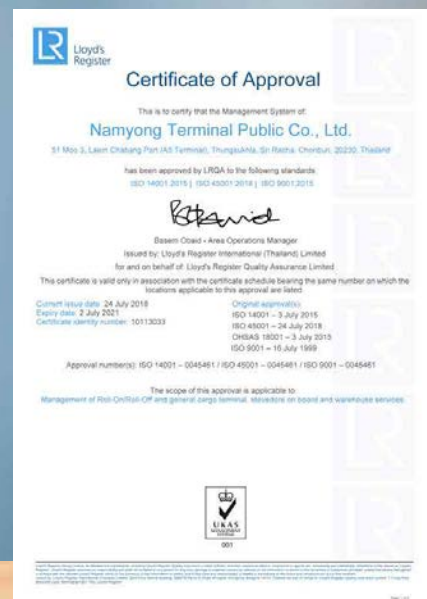 LR
Lloyd's
Register
Certificate of Approval
This is to certify that the Management System of:
Namyong Terminal Public Co., Ltd.
51 Moo 3, Laem Chabang Port (A5 Terminal), Thungsukhla, Sri Racha, Chonburi, 20230, Thailand
has been approved by LRQA to the following standards:
ISO 14001:2015 | ISO 45001:2018 | ISO 9001:2015
Basem Obaid - Area Operations Manager
Issued by: Lloyd's Register International (Thailand) Limited
for and on behalf of: Lloyd's Register Quality Assurance Limited
This certificate is valid only in association with the certificate schedule bearing the same number on which the
locations applicable to this approval are listed.
Current issue date: 24 July 2018
Expiry date: 2 July 2021
Certificate identity number: 10113033
Original approval(s):
ISO 14001 – 3 July 2015
ISO 45001 – 24 July 2018
OHSAS 18001 – 3 July 2015
ISO 9001 – 16 July 1999
Approval number(s): ISO 14001 – 0045461 / ISO 45001 – 0045461 / ISO 9001 – 0045461
The scope of this approval is applicable to:
Management of Roll-On/Roll-Off and general cargo terminal, stevedore on board and warehouse services.
UKAS
MANAGEMENT
SYSTEMS
001